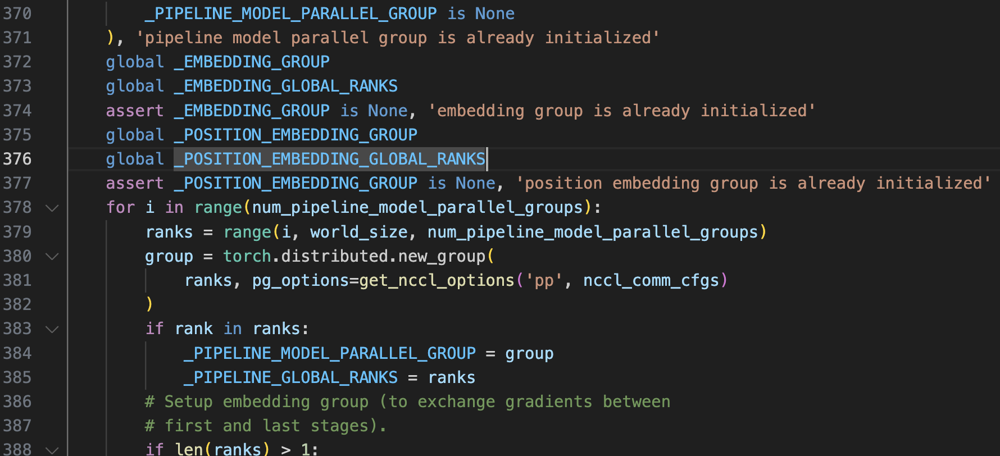 370 _PIPELINE_MODEL_PARALLEL_GROUP is None
371 ), 'pipeline model parallel group is already initialized'
372 global _EMBEDDING_GROUP
373 global _EMBEDDING_GLOBAL_RANKS
374 assert _EMBEDDING_GROUP is None, 'embedding group is already initialized'
375 global _POSITION_EMBEDDING_GROUP
376 global _POSITION_EMBEDDING_GLOBAL_RANKS
377 assert _POSITION_EMBEDDING_GROUP is None, 'position embedding group is already initialized'
378 for i in range(num_pipeline_model_parallel_groups):
379 ranks = range(i, world_size, num_pipeline_model_parallel_groups)
380 group = torch.distributed.new_group(
381 ranks, pg_options=get_nccl_options('pp', nccl_comm_cfgs)
382 )
383 if rank in ranks:
384 _PIPELINE_MODEL_PARALLEL_GROUP = group
385 _PIPELINE_GLOBAL_RANKS = ranks
386 # Setup embedding group (to exchange gradients between
387 # first and last stages).
388 if len(ranks) > 1: